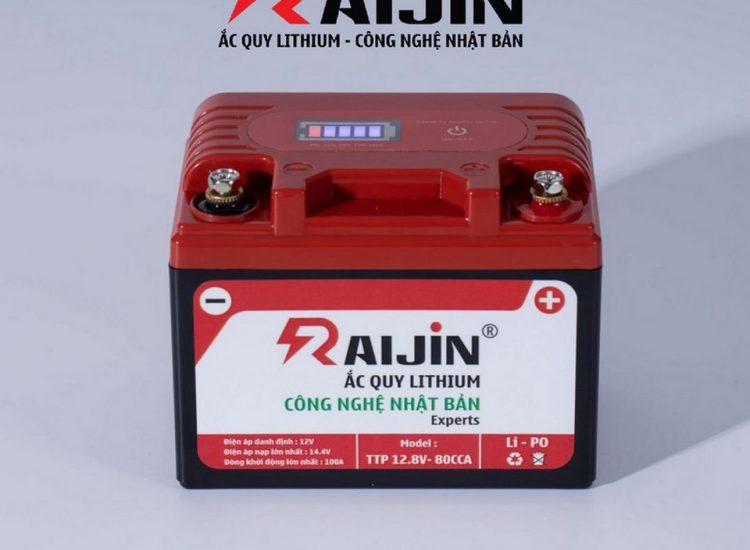 RAIJIN
ẮC QUY LITHIUM - CÔNG NGHỆ NHẬT BẢN
RAIJIN®
ẮC QUY LITHIUM
CÔNG NGHỆ NHẬT BẢN
Experts
Điện áp danh định : 12V
Điện áp nạp lớn nhất : 14.4V
Dòng khởi động lớn nhất : 100A
Model :
TTP 12.8V- 80CCA
Li - PO